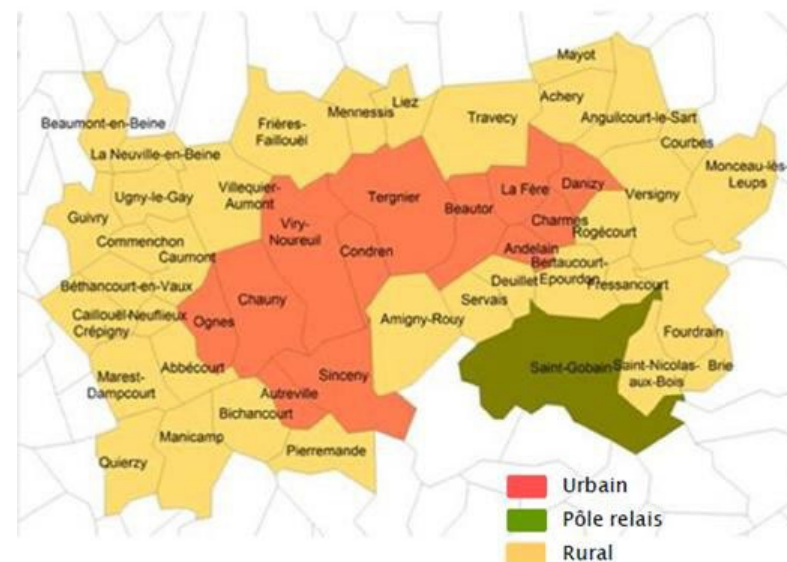 Mayot
Achery
Liez
Mennessis
Travecy
Anguilcourt-le-Sart
Beaumont-en-Beine
Frières-
Faillouël
Courbes
La Neuville-en-Beine
Monceau-lès-
Leups
Villequier-
Aumont
Ugny-le-Gay
Tergnier
La Fère
Danizy
Versigny
Beautor
Guivry
Viry-
Noureuil
Charmes
Rogécourt
Commenchon
Condren
Andelain
Caumont
Bertaucourt-
Epourdon
Deuillet
Fressancourt
Béthancourt-en-Vaux
Chauny
Servais
Caillouël-
Crépigny
Neuflieux
Ognes
Amigny-Rouy
Fourdrain
Abbécourt
Saint-Gobain
Saint-Nicolas-
aux-Bois
Brie
Marest-
Dampcourt
Sinceny
Autreville
Bichancourt
Manicamp
Pierremande
Quierzy
Urbain
Pôle relais
Rural